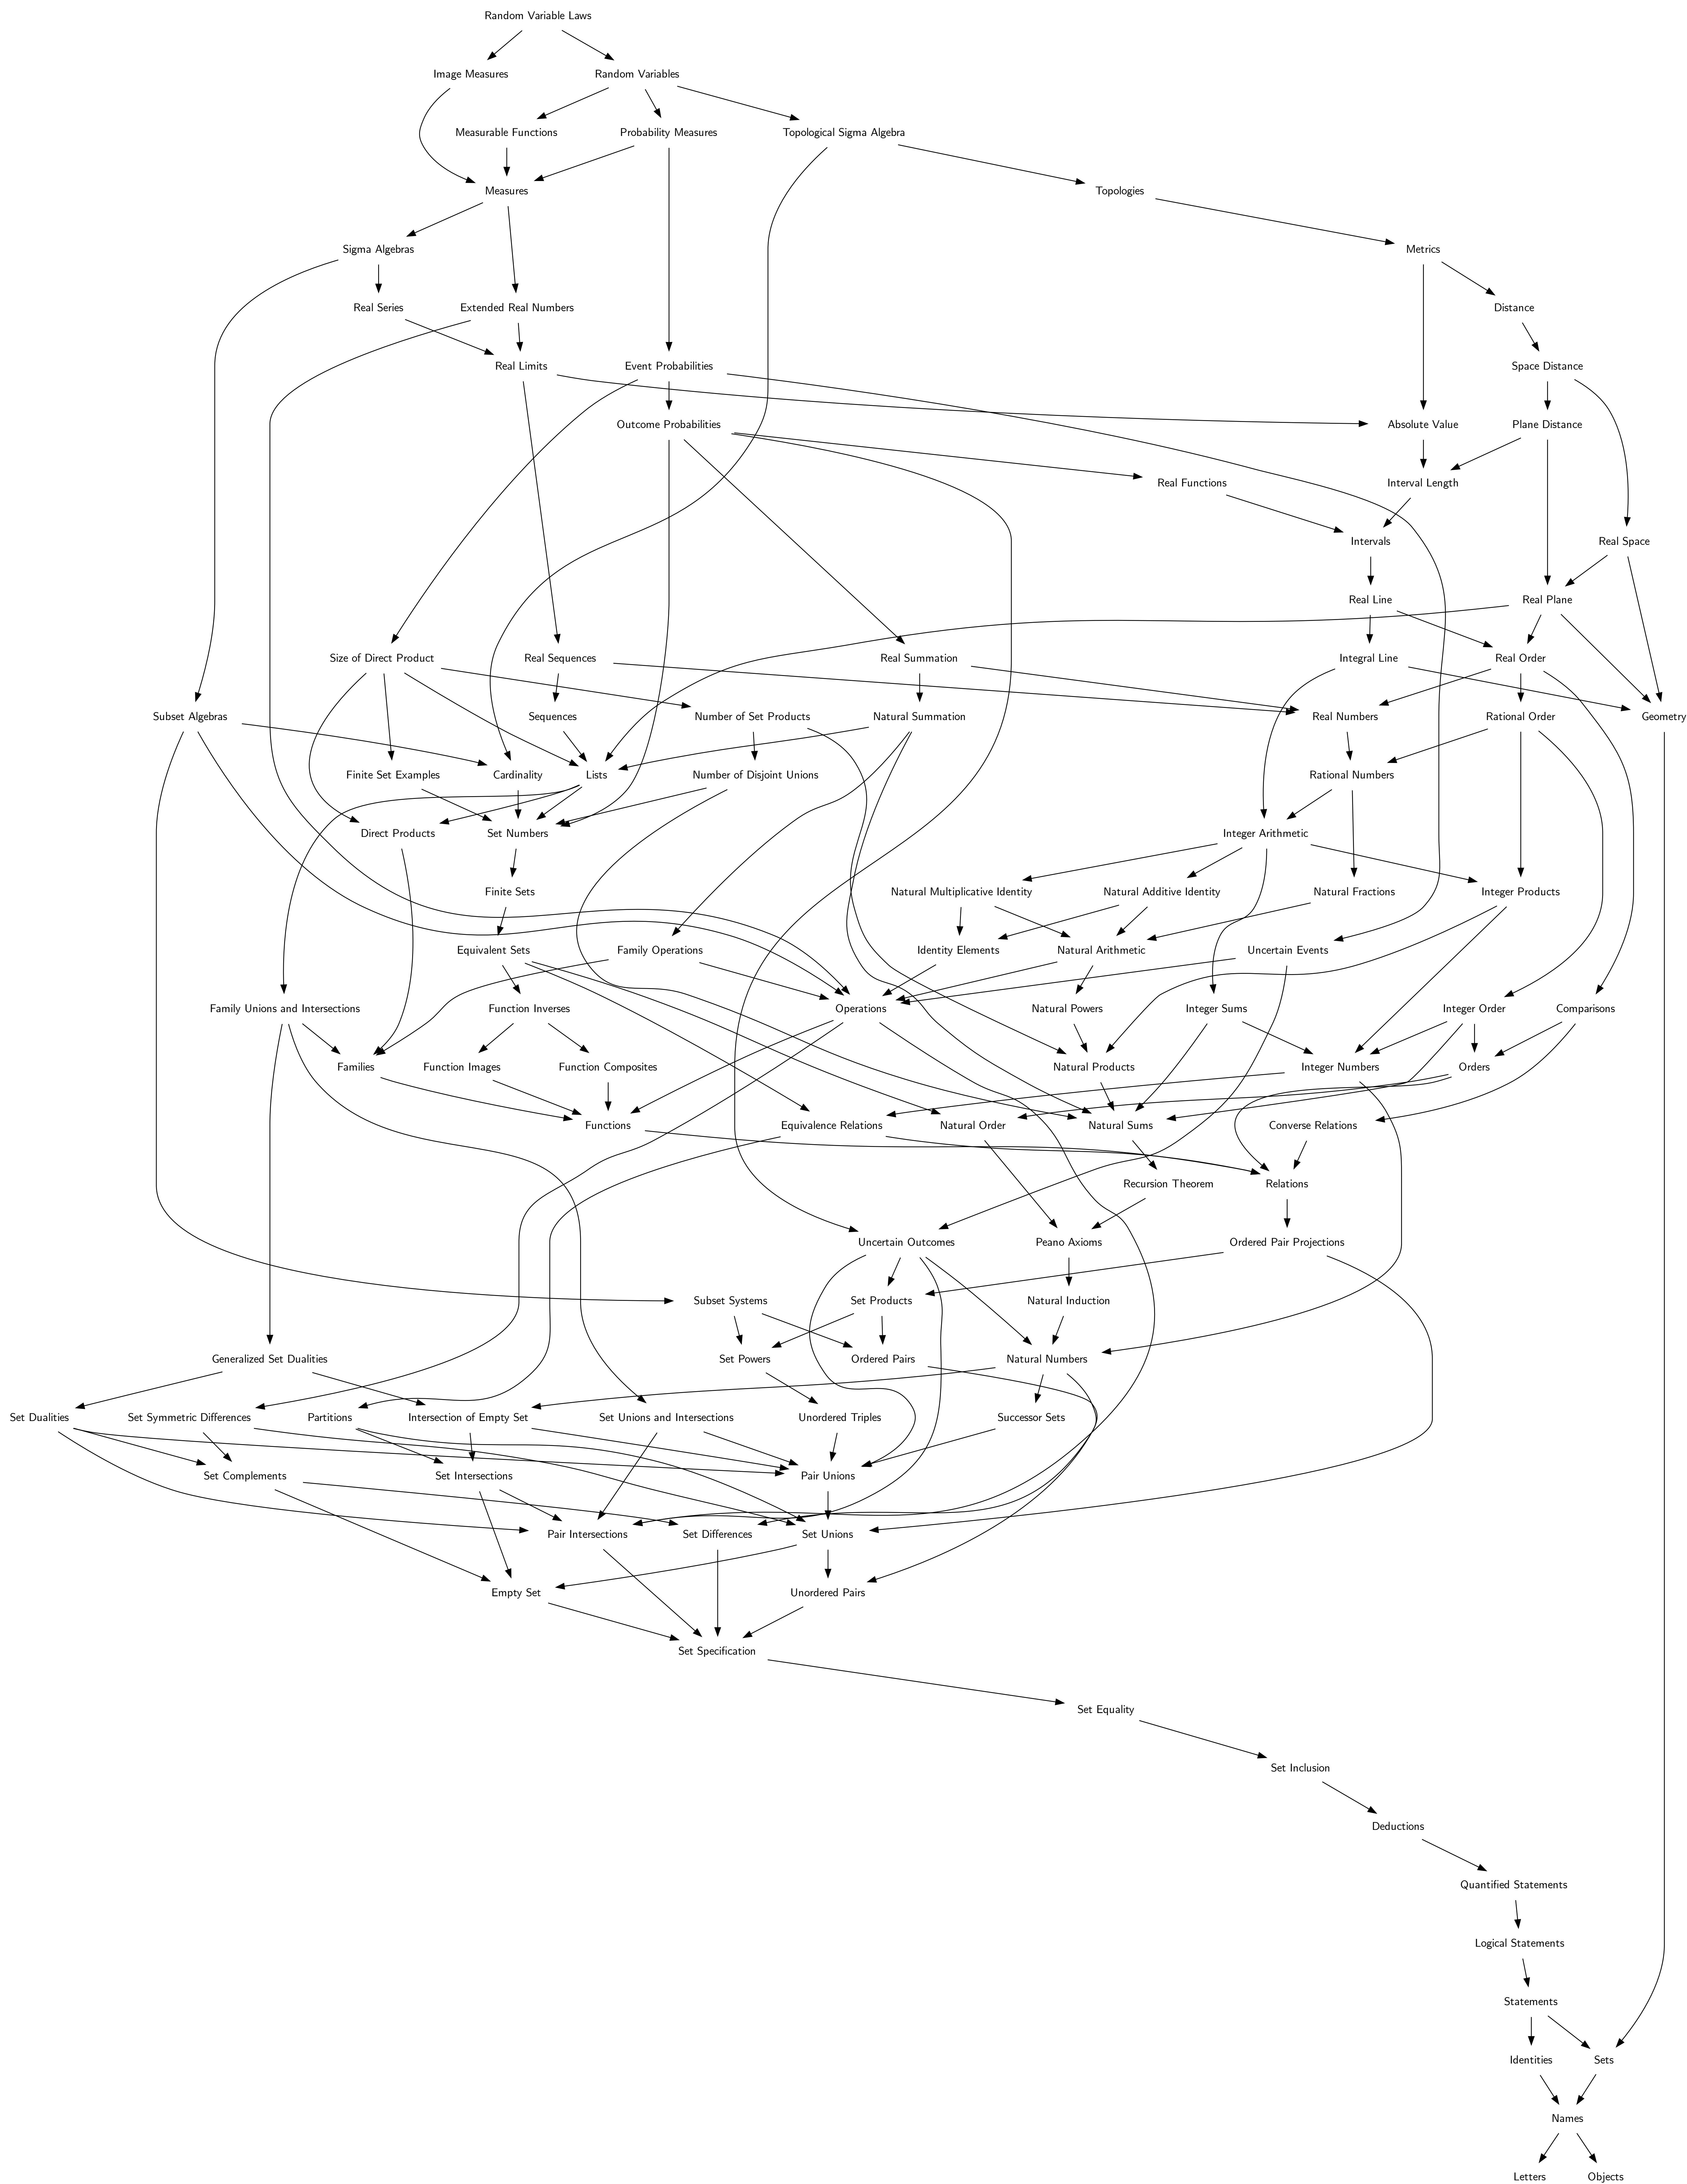 Random Variable Laws
Image Measures
Random Variables
Measurable Functions
Probability Measures
Topological Sigma Algebra
Measures
Topologies
Sigma Algebras
Metrics
Real Series
Extended Real Numbers
Distance
Real Limits
Event Probabilities
Space Distance
Outcome Probabilities
Absolute Value
Plane Distance
Real Functions
Interval Length
Intervals
Real Space
Real Line
Real Plane
Size of Direct Product
Real Sequences
Real Summation
Integral Line
Real Order
Subset Algebras
Sequences
Number of Set Products
Natural Summation
Real Numbers
Rational Order
Geometry
Finite Set Examples
Cardinality
Lists
Number of Disjoint Unions
Rational Numbers
Direct Products
Set Numbers
Integer Arithmetic
Finite Sets
Natural Multiplicative Identity
Natural Additive Identity
Natural Fractions
Integer Products
Equivalent Sets
Family Operations
Identity Elements
Natural Arithmetic
Uncertain Events
Family Unions and Intersections
Function Inverses
Operations
Natural Powers
Integer Sums
Integer Order
Comparisons
Families
Function Images
Function Composites
Natural Products
Integer Numbers
Orders
Functions
Equivalence Relations
Natural Order
Natural Sums
Converse Relations
Recursion Theorem
Relations
Uncertain Outcomes
Peano Axioms
Ordered Pair Projections
Subset Systems
Set Products
Natural Induction
Generalized Set Dualities
Set Powers
Ordered Pairs
Natural Numbers
Set Dualities
Set Symmetric Differences
Partitions
Intersection of Empty Set
Set Unions and Intersections
Unordered Triples
Successor Sets
Set Complements
Set Intersections
Pair Unions
Pair Intersections
Set Differences
Set Unions
Empty Set
Unordered Pairs
Set Specification
Set Equality
Set Inclusion
Deductions
Quantified Statements
Logical Statements
Statements
Identities
Sets
Names
Letters
Objects